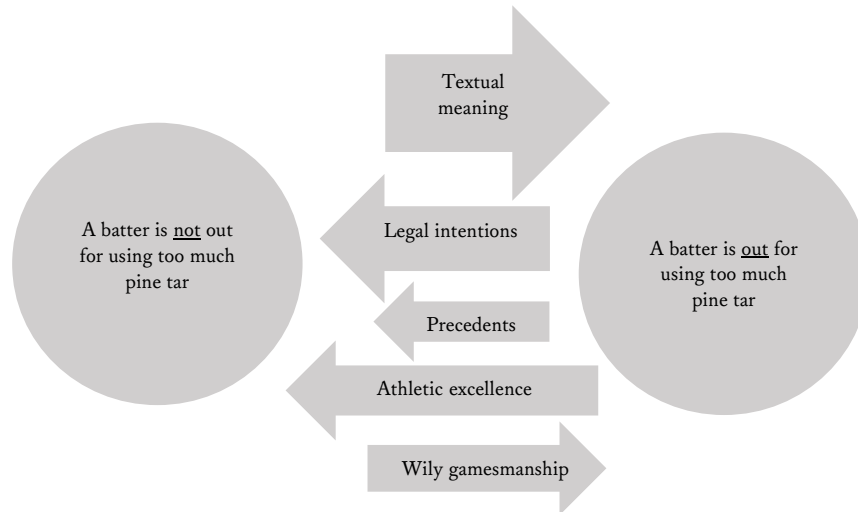 Textual
meaning
A batter is not out
for using too much
pine tar
Legal intentions
A batter is out for
using too much
pine tar
Precedents
Athletic excellence
Wily gamesmanship